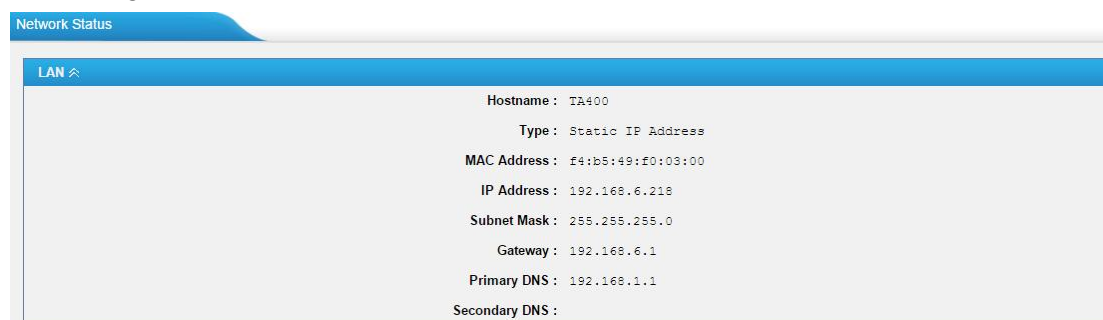 Network Status
LAN
Hostname : TA400
Type : Static IP Address
MAC Address : f4:b5:49:f0:03:00
IP Address : 192.168.6.218
Subnet Mask : 255.255.255.0
Gateway : 192.168.6.1
Primary DNS : 192.168.1.1
Secondary DNS :